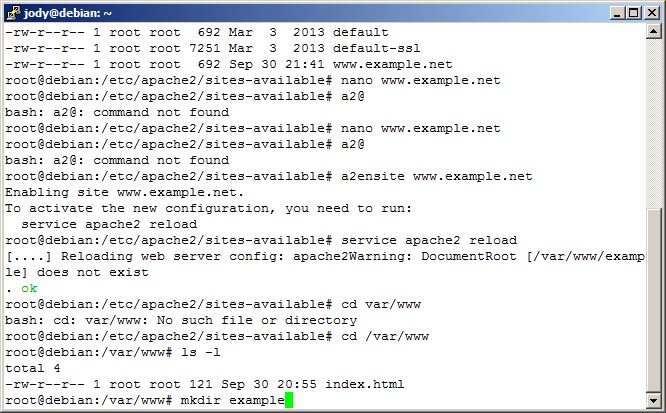 jody@debian: ~
-rw-r--r-- 1 root root  692 Mar  3  2013 default
-rw-r--r-- 1 root root 7251 Mar  3  2013 default-ssl
-rw-r--r-- 1 root root  692 Sep 30 21:41 www.example.net
root@debian:/etc/apache2/sites-available# nano www.example.net
root@debian:/etc/apache2/sites-available# a2@
bash: a2@: command not found
root@debian:/etc/apache2/sites-available# nano www.example.net
root@debian:/etc/apache2/sites-available# a2@
bash: a2@: command not found
root@debian:/etc/apache2/sites-available# a2ensite www.example.net
Enabling site www.example.net.
To activate the new configuration, you need to run:
  service apache2 reload
root@debian:/etc/apache2/sites-available# service apache2 reload
[....] Reloading web server config: apache2Warning: DocumentRoot [/var/www/examp
le] does not exist
. ok
root@debian:/etc/apache2/sites-available# cd var/www
bash: cd: var/www: No such file or directory
root@debian:/etc/apache2/sites-available# cd /var/www
root@debian:/var/www# ls -l
total 4
-rw-r--r-- 1 root root 121 Sep 30 20:55 index.html
root@debian:/var/www# mkdir example